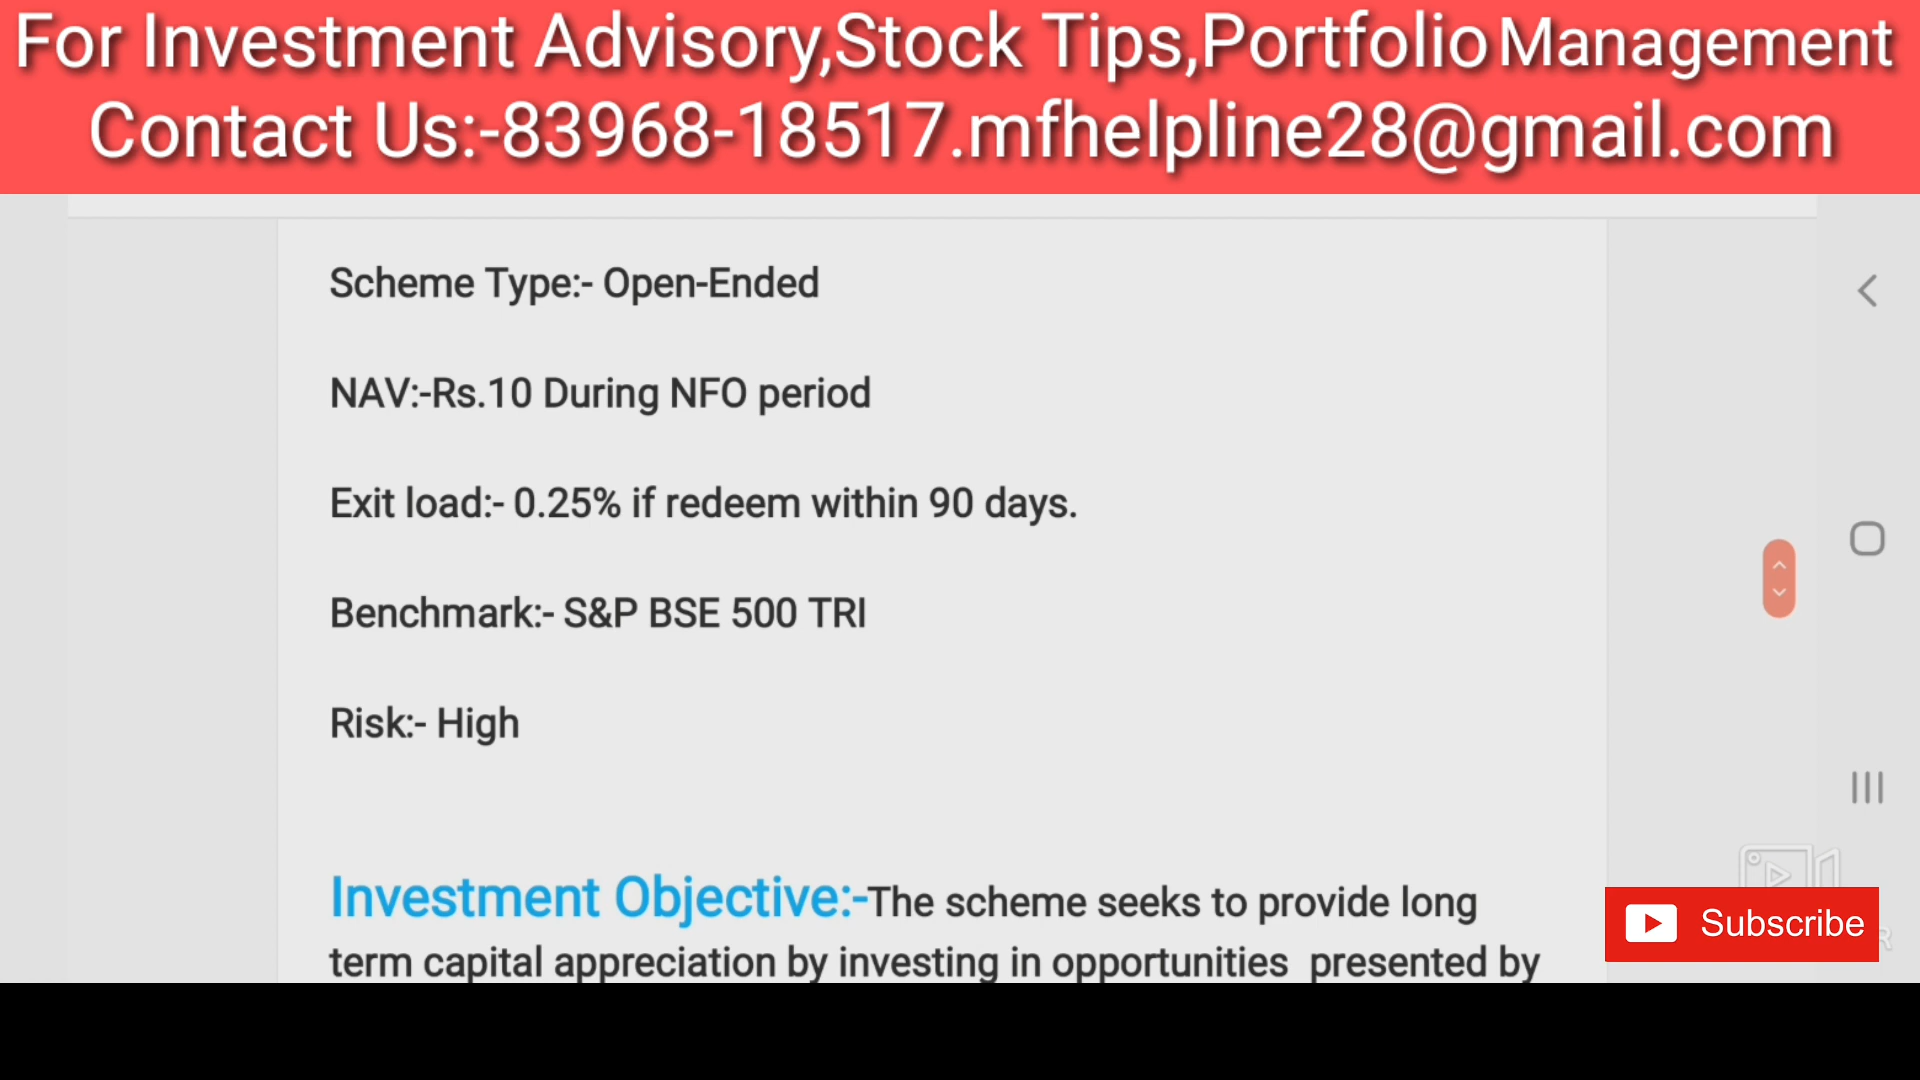 For Investment Advisory,Stock Tips,Portfolio Management
Contact Us:-83968-18517.mfhelpline28@gmail.com
Scheme Type:- Open-Ended
NAV:-Rs.10 During NFO period
Exit load:- 0.25% if redeem within 90 days.
Benchmark:- S&P BSE 500 TRI
Risk:- High
Investment Objective:-The scheme seeks to provide long
term capital appreciation by investing in opportunities presented by
Subscribe